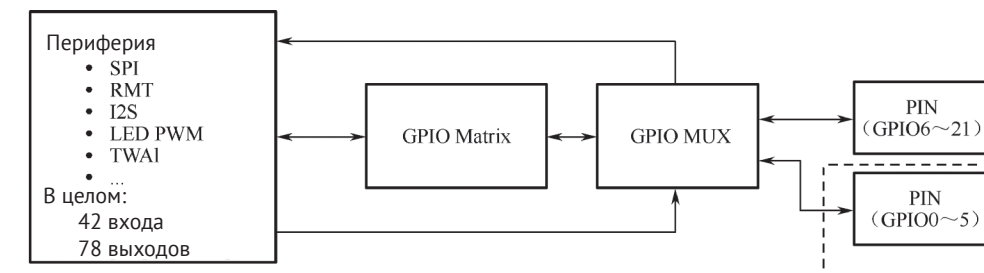 Периферия
• SPI
• RMT
• I2S
• LED PWM
• TWAl
• ...
В целом:
42 входа
78 выходов
GPIO Matrix
GPIO MUX
PIN
(GPIO6～21)
PIN
(GPIO0～5)